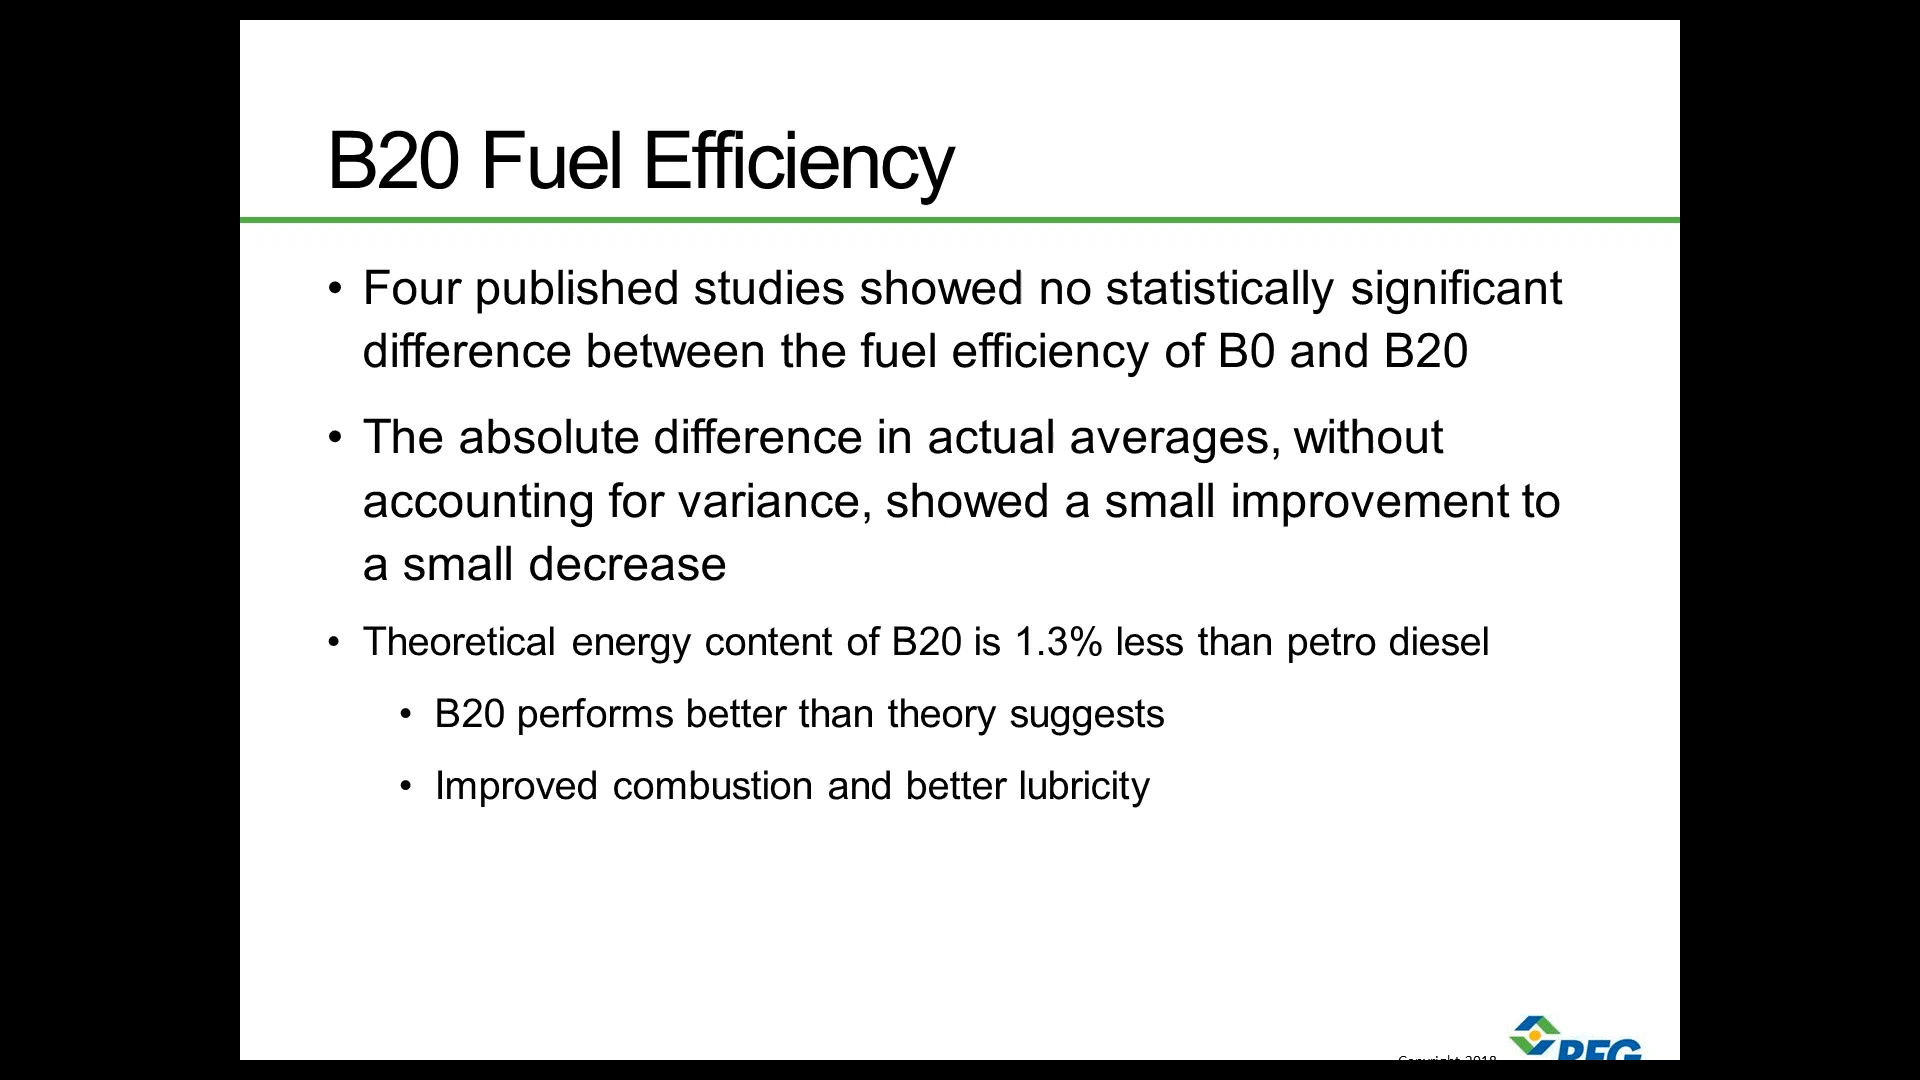 B20 Fuel Efficiency
• Four published studies showed no statistically significant
difference between the fuel efficiency of B0 and B20
• The absolute difference in actual averages, without
accounting for variance, showed a small improvement to
a small decrease
• Theoretical energy content of B20 is 1.3% less than petro diesel
• B20 performs better than theory suggests
• Improved combustion and better lubricity
Copyright 2018